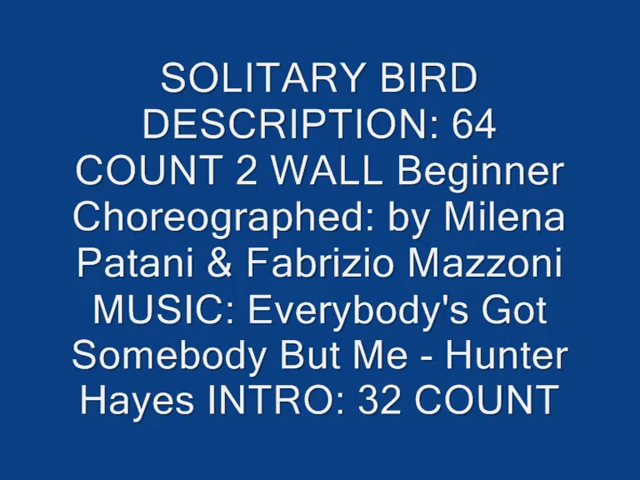 SOLITARY BIRD
DESCRIPTION: 64
COUNT 2 WALL Beginner
Choreographed: by Milena
Patani & Fabrizio Mazzoni
MUSIC: Everybody's Got
Somebody But Me - Hunter
Hayes INTRO: 32 COUNT